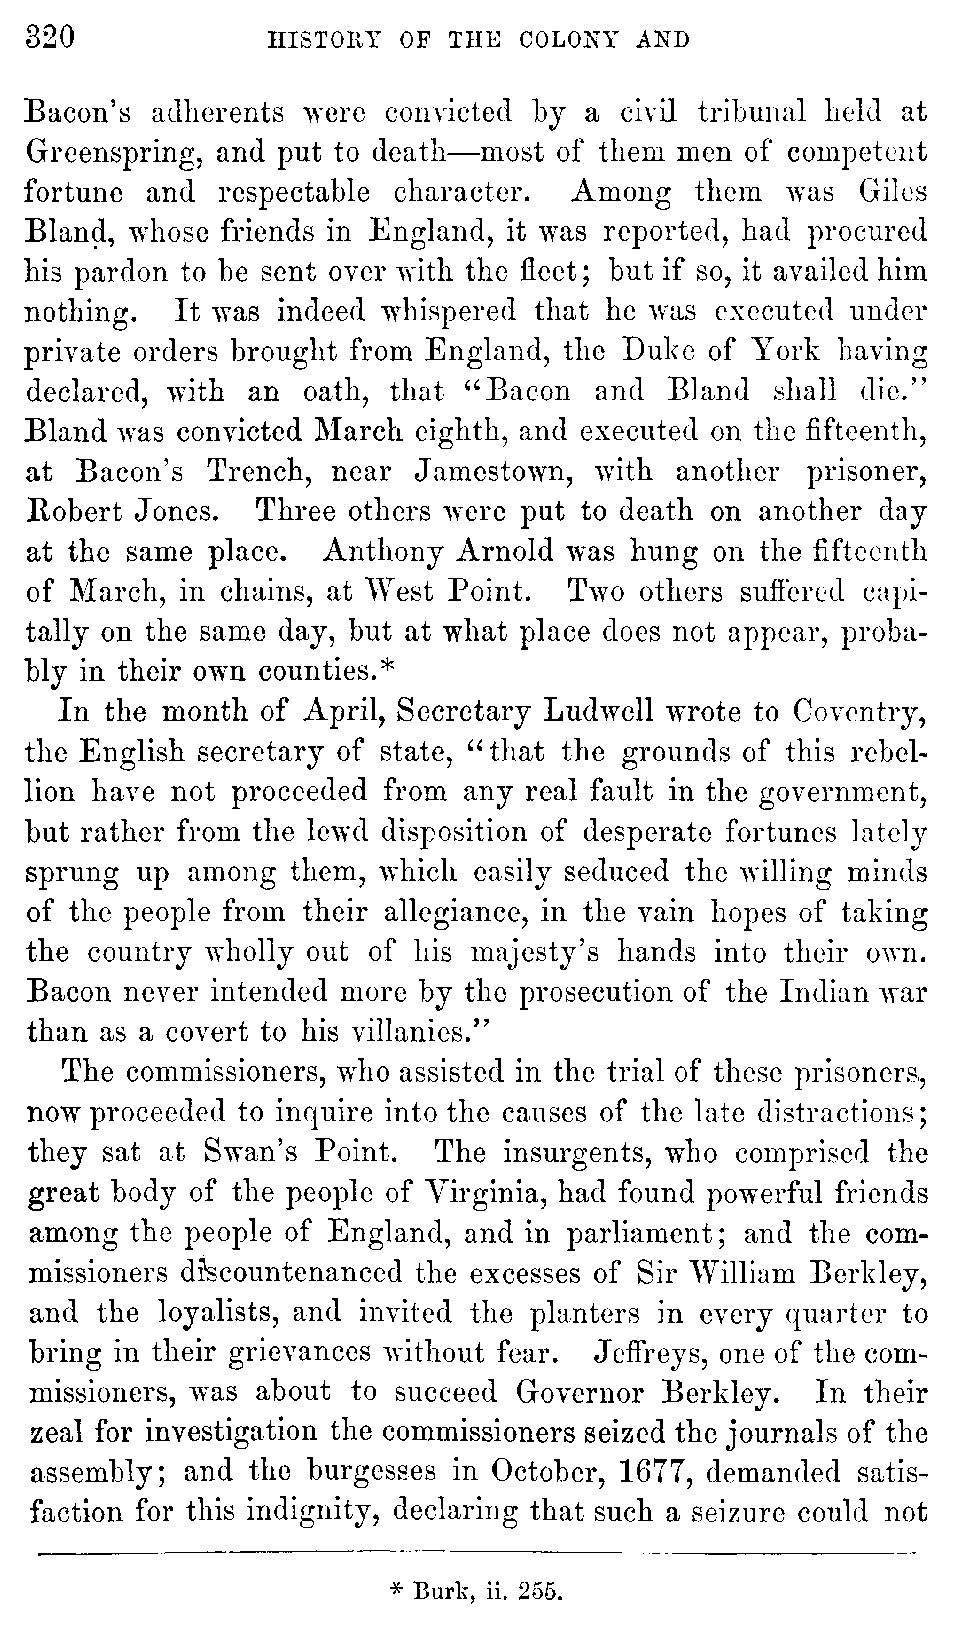 320 HISTORY OF THE COLONY AND
Bacon's adherents were convicted by a civil tribunal held at
Greenspring, and put to death—most of them men of competent
fortune and respectable character. Among them was Giles
Bland, whose friends in England, it was reported, had procured
his pardon to be sent over with the fleet; but if so, it availed him
nothing. It was indeed whispered that he was executed under
private orders brought from England, the Duke of York having
declared, with an oath, that “Bacon and Bland shall die.”
Bland was convicted March eighth, and executed on the fifteenth,
at Bacon's Trench, near Jamestown, with another prisoner,
Robert Jones. Three others were put to death on another day
at the same place. Anthony Arnold was hung on the fifteenth
of March, in chains, at West Point. Two others suffered capi-
tally on the same day, but at what place does not appear, proba-
bly in their own counties.*
In the month of April, Secretary Ludwell wrote to Coventry,
the English secretary of state, “that the grounds of this rebel-
lion have not proceeded from any real fault in the government,
but rather from the lewd disposition of desperate fortunes lately
sprung up among them, which easily seduced the willing minds
of the people from their allegiance, in the vain hopes of taking
the country wholly out of his majesty's hands into their own.
Bacon never intended more by the prosecution of the Indian war
than as a covert to his villanies.”
The commissioners, who assisted in the trial of these prisoners,
now proceeded to inquire into the causes of the late distractions;
they sat at Swan's Point. The insurgents, who comprised the
great body of the people of Virginia, had found powerful friends
among the people of England, and in parliament; and the com-
missioners discountenanced the excesses of Sir William Berkley,
and the loyalists, and invited the planters in every quarter to
bring in their grievances without fear. Jeffreys, one of the com-
missioners, was about to succeed Governor Berkley. In their
zeal for investigation the commissioners seized the journals of the
assembly; and the burgesses in October, 1677, demanded satis-
faction for this indignity, declaring that such a seizure could not
* Burk, ii. 255.